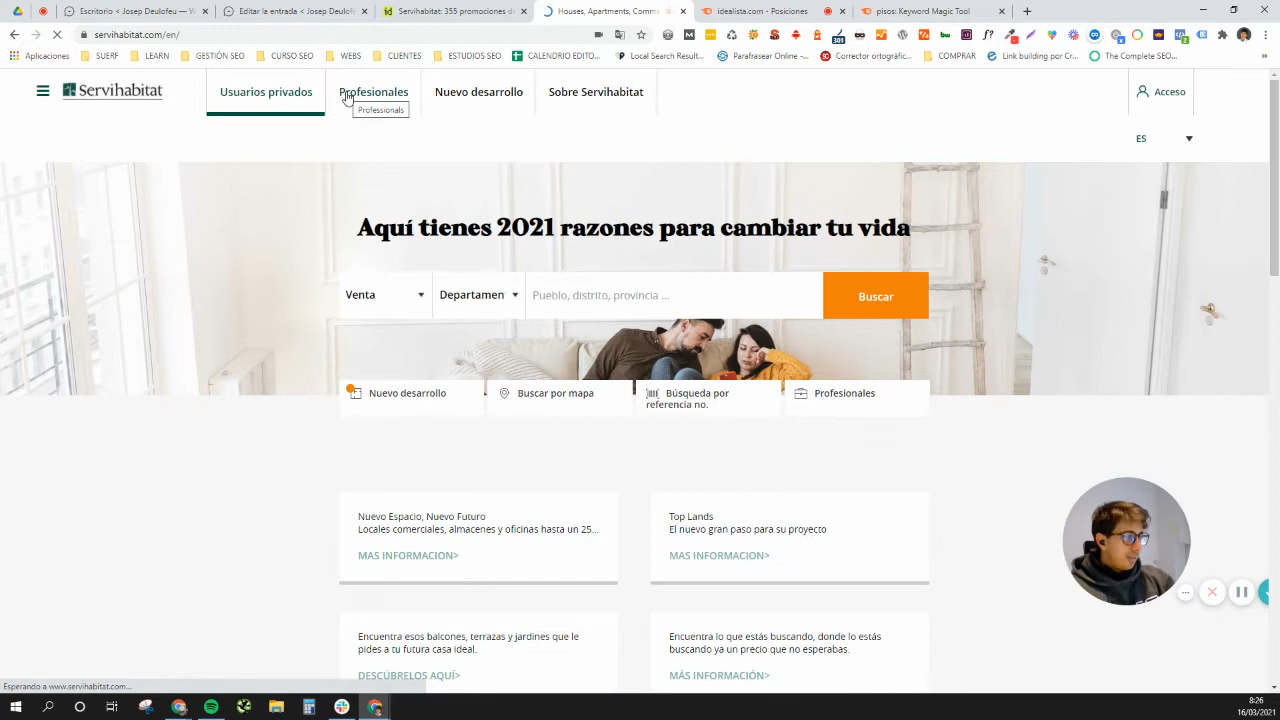 Escritorio < Josep Deulofeu — W
Editar la entrada < Josep Deulofeu
Servihabitat: 355 promociones d
Houses, Apartments, Comm
idealista.com - Posiciones
pisos: Keyword Magic Tool
servihabitat.com/en/
301
Aplicaciones
SUEÑO
LEARN
GESTIÓN SEO
CURSO SEO
WEBS
CLIENTES
ESTUDIOS SEO
CALENDARIO EDITO...
Local Search Result...
Parafrasear Online -...
Corrector ortográfic...
COMPRAR
Link building por Cr...
The Complete SEO...
Servihabitat
Usuarios privados
Profesionales
Nuevo desarrollo
Sobre Servihabitat
Acceso
Professionals
ES
Aquí tienes 2021 razones para cambiar tu vida
Venta
Departamen
Pueblo, distrito, provincia ...
Buscar
Nuevo desarrollo
Buscar por mapa
Búsqueda por
referencia no.
Profesionales
Nuevo Espacio, Nuevo Futuro
Locales comerciales, almacenes y oficinas hasta un 25...
MAS INFORMACION>
Top Lands
El nuevo gran paso para su proyecto
MAS INFORMACION>
Encuentra esos balcones, terrazas y jardines que le
pides a tu futura casa ideal.
DESCÚBRELOS AQUÍ>
Encuentra lo que estás buscando, donde lo estás
buscando ya un precio que no esperabas.
MÁS INFORMACIÓN>
Esperando a www.servihabitat.com...
8:26
16/03/2021